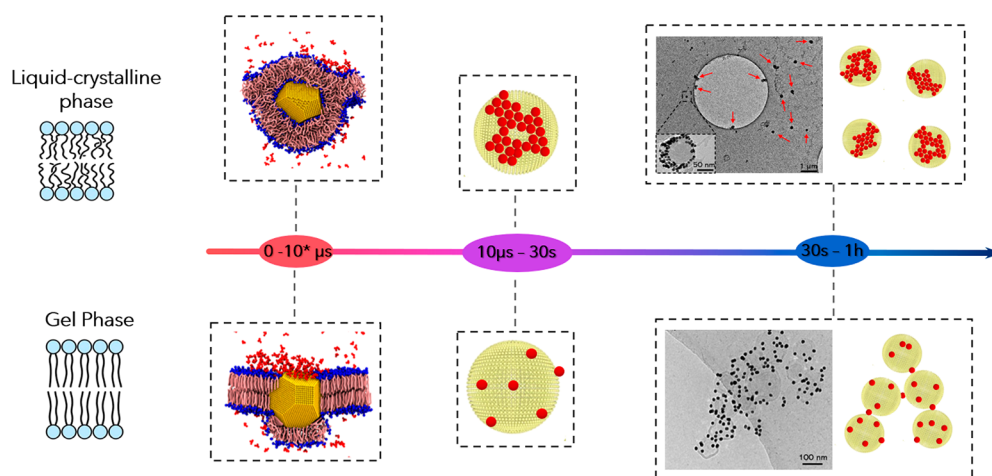 Liquid-crystalline
phase
50 nm
1 µm
0 -10* µs
10µs – 30s
30s – 1h
Gel Phase
100 nm